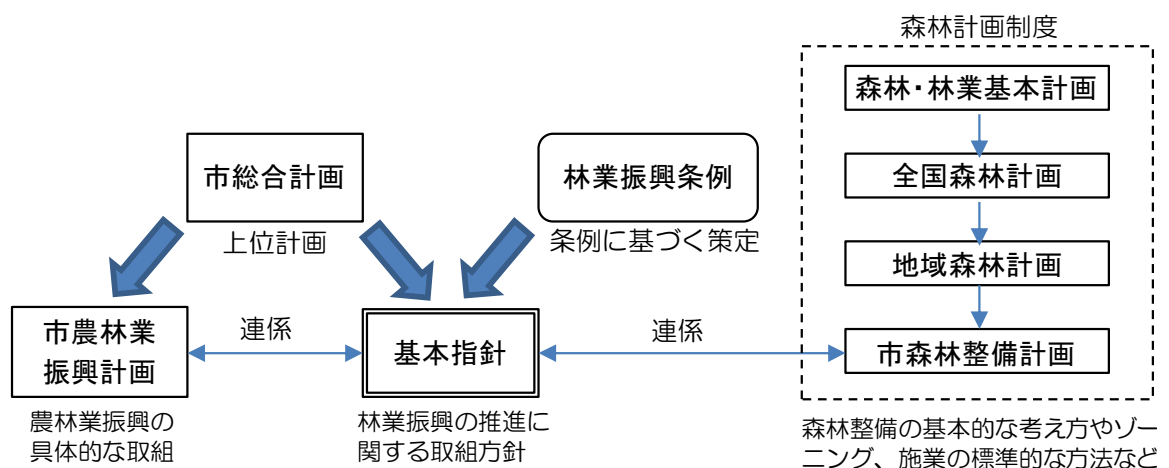 森林計画制度
森林・林業基本計画
市総合計画
林業振興条例
全国森林計画
上位計画
条例に基づく策定
地域森林計画
市農林業
振興計画
連係
基本指針
連係
市森林整備計画
農林業振興の
具体的な取組
林業振興の推進に
関する取組方針
森林整備の基本的な考え方やゾー
ニング、施業の標準的な方法など